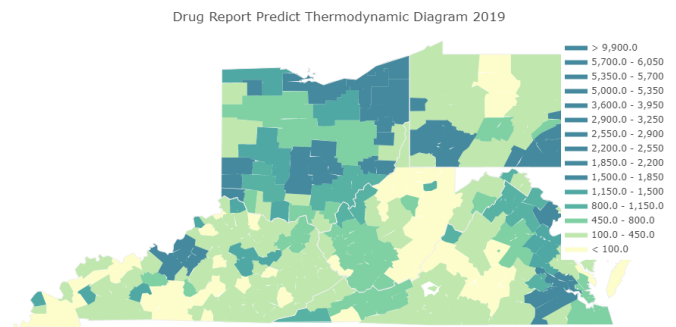 Drug Report Predict Thermodynamic Diagram 2019
> 9,900.0
5,700.0 - 6,050
5,350.0 - 5,700
5,000.0 - 5,350
3,600.0 - 3,950
2,900.0 - 3,250
2,550.0 - 2,900
2,200.0 - 2,550
1,850.0 - 2,200
1,500.0 - 1,850
1,150.0 - 1,500
800.0 - 1,150.0
450.0 - 800.0
100.0 - 450.0
< 100.0